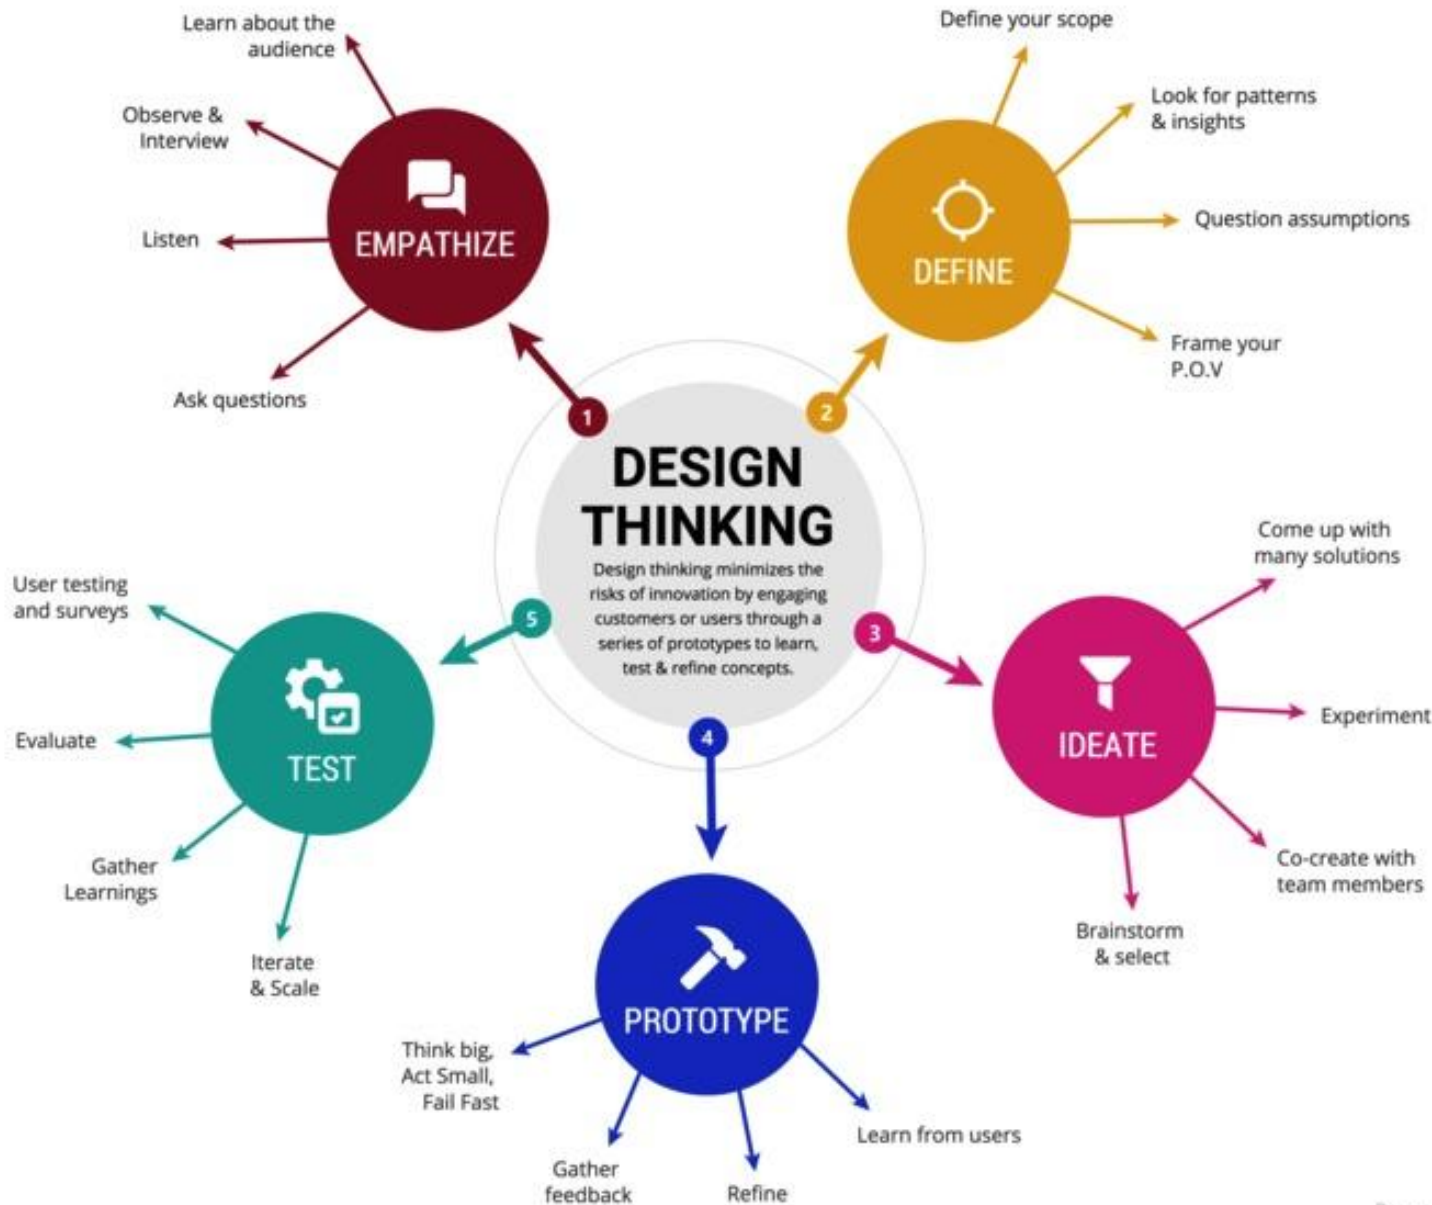 DESIGN
THINKING
Design thinking minimizes the
risks of innovation by engaging
customers or users through a
series of prototypes to learn,
test & refine concepts.
1
EMPATHIZE
Learn about the
audience
Observe &
Interview
Listen
Ask questions
2
DEFINE
Define your scope
Look for patterns
& insights
Question assumptions
Frame your
P.O.V
3
IDEATE
Come up with
many solutions
Experiment
Co-create with
team members
Brainstorm
& select
4
PROTOTYPE
Think big,
Act Small,
Fail Fast
Gather
feedback
Refine
Learn from users
5
TEST
User testing
and surveys
Evaluate
Gather
Learnings
Iterate
& Scale